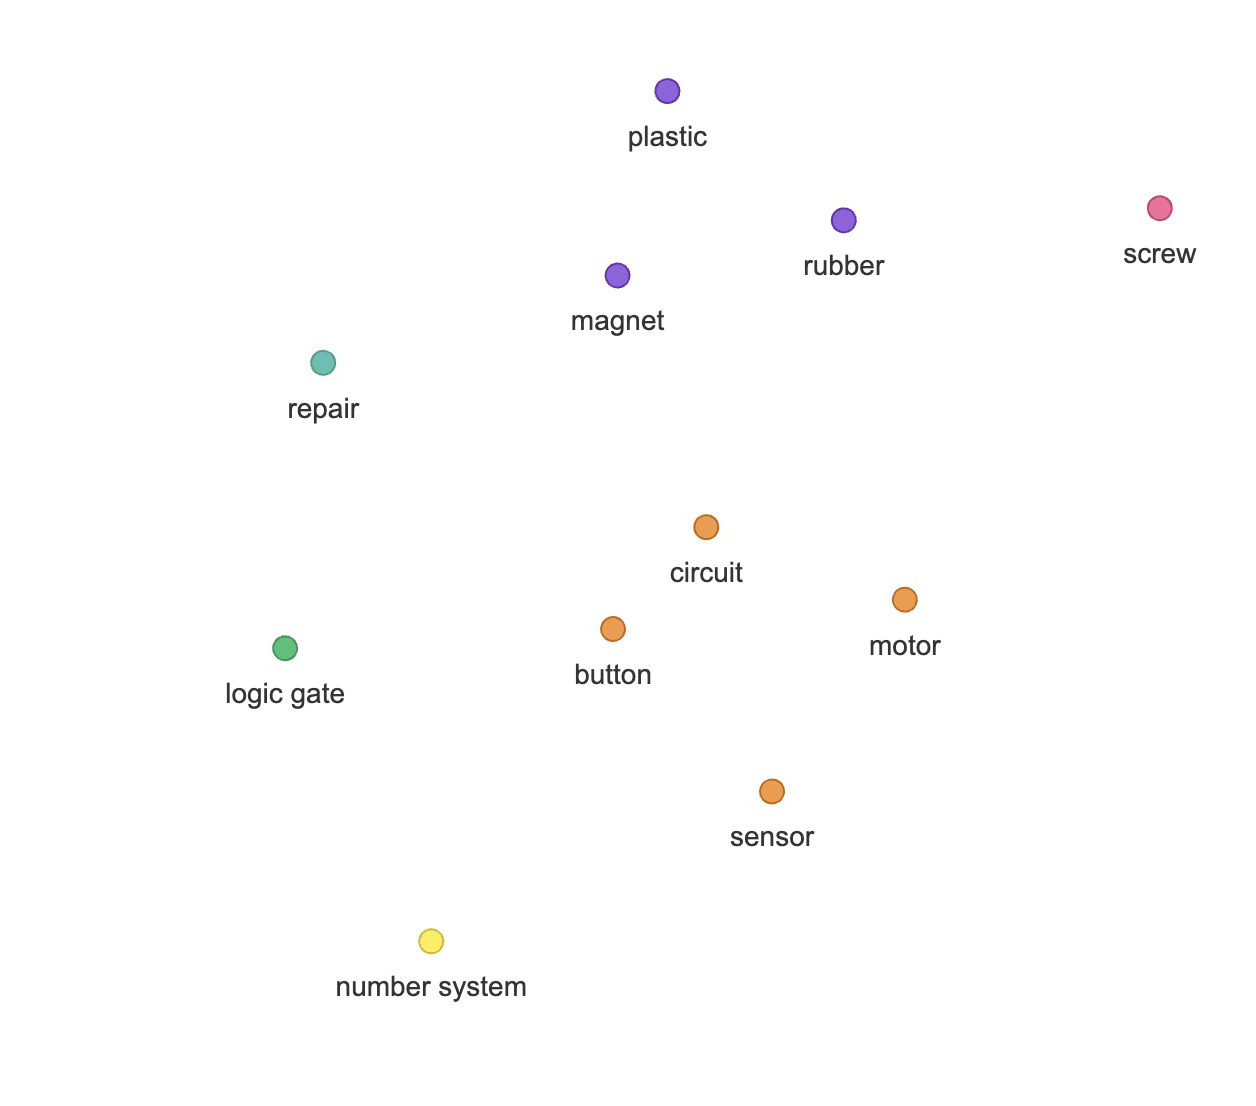 plastic
rubber
screw
magnet
repair
circuit
motor
button
logic gate
sensor
number system